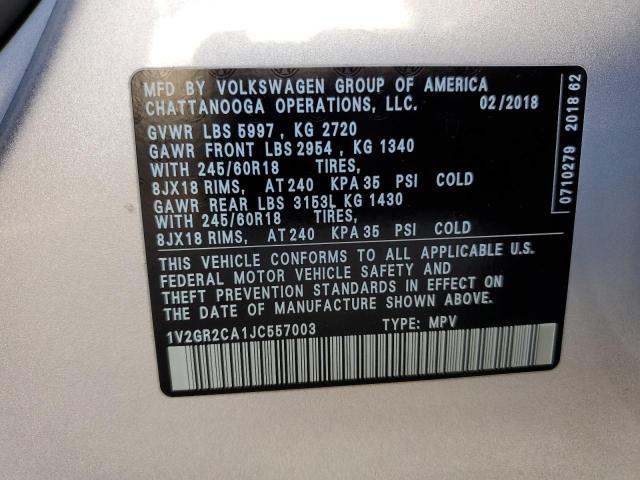 MFD BY VOLKSWAGEN GROUP OF AMERICA
CHATTANOOGA OPERATIONS, LLC. 02/2018
GVWR LBS 5997 , KG 2720
GAWR FRONT LBS 2954 , KG 1340
WITH 245/60R18 TIRES,
8JX18 RIMS, AT 240 KPA 35 PSI COLD
GAWR REAR LBS 3153L KG 1430
WITH 245/60R18 TIRES,
8JX18 RIMS, AT 240 KPA 35 PSI COLD
THIS VEHICLE CONFORMS TO ALL APPLICABLE U.S.
FEDERAL MOTOR VEHICLE SAFETY AND
THEFT PREVENTION STANDARDS IN EFFECT ON
THE DATE OF MANUFACTURE SHOWN ABOVE.
1V2GR2CA1JC557003 TYPE: MPV
0710279 2018 62